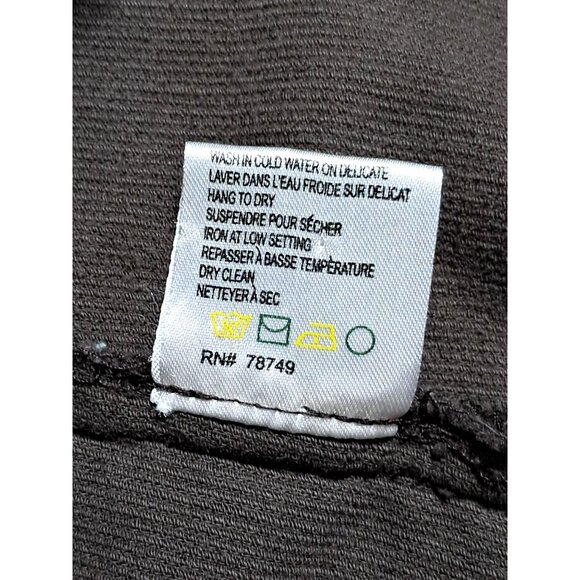 WASH IN COLD WATER ON DELICATE
LAVER DANS L'EAU FROIDE SUR DELICAT
HANG TO DRY
SUSPENDRE POUR SÉCHER
IRON AT LOW SETTING
REPASSER À BASSE TEMPÉRATURE
DRY CLEAN
NETTEYER À SEC
RN# 78749